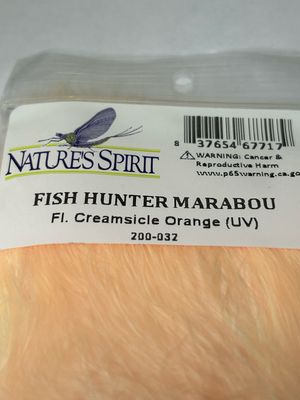 8 37654 67717
WARNING: Cancer &
Reproductive Harm
www.p65warning.ca.go
NATURE'S SPIRIT
FISH HUNTER MARABOU
Fl. Creamsicle Orange (UV)
200-032